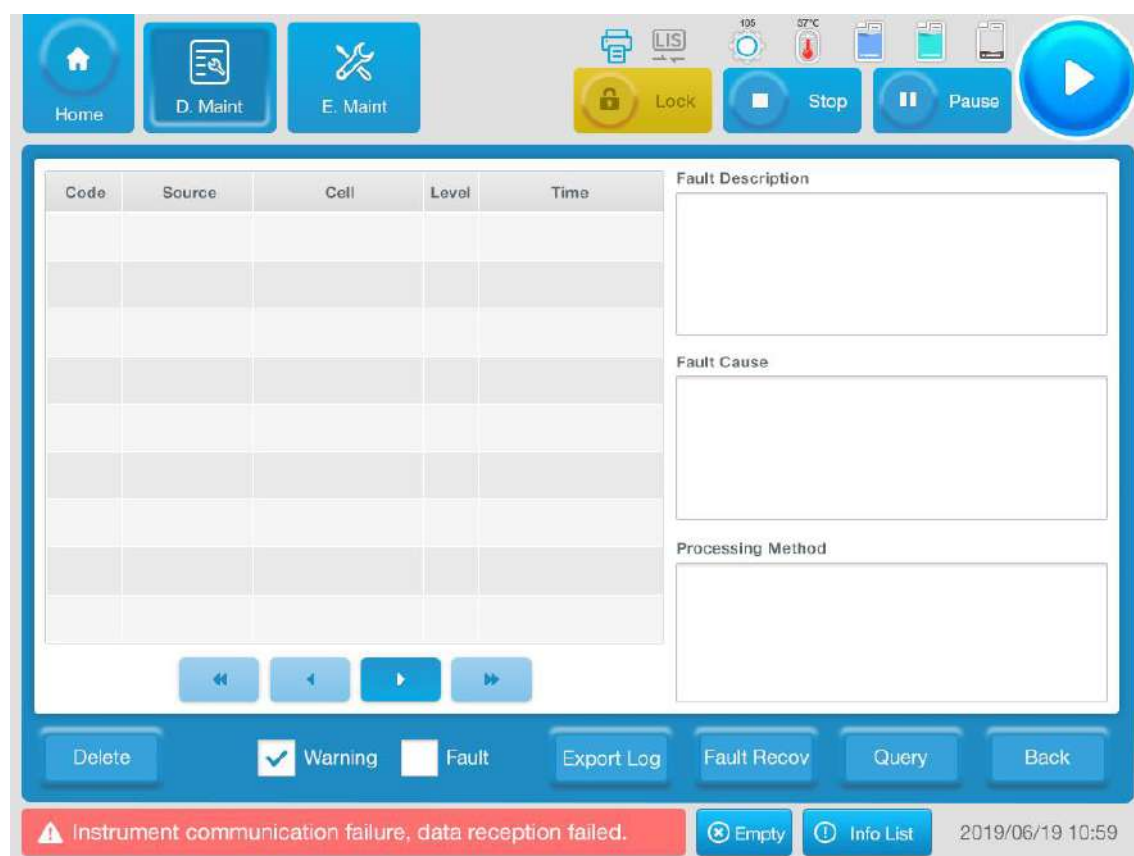 105
37°C
LIS
Home
D. Maint
E. Maint
Lock
Stop
Pause
Code Source Cell Level Time
Fault Description
Fault Cause
Processing Method
Delete
Warning
Fault
Export Log
Fault Recov
Query
Back
Instrument communication failure, data reception failed.
Empty
Info List
2019/06/19 10:59